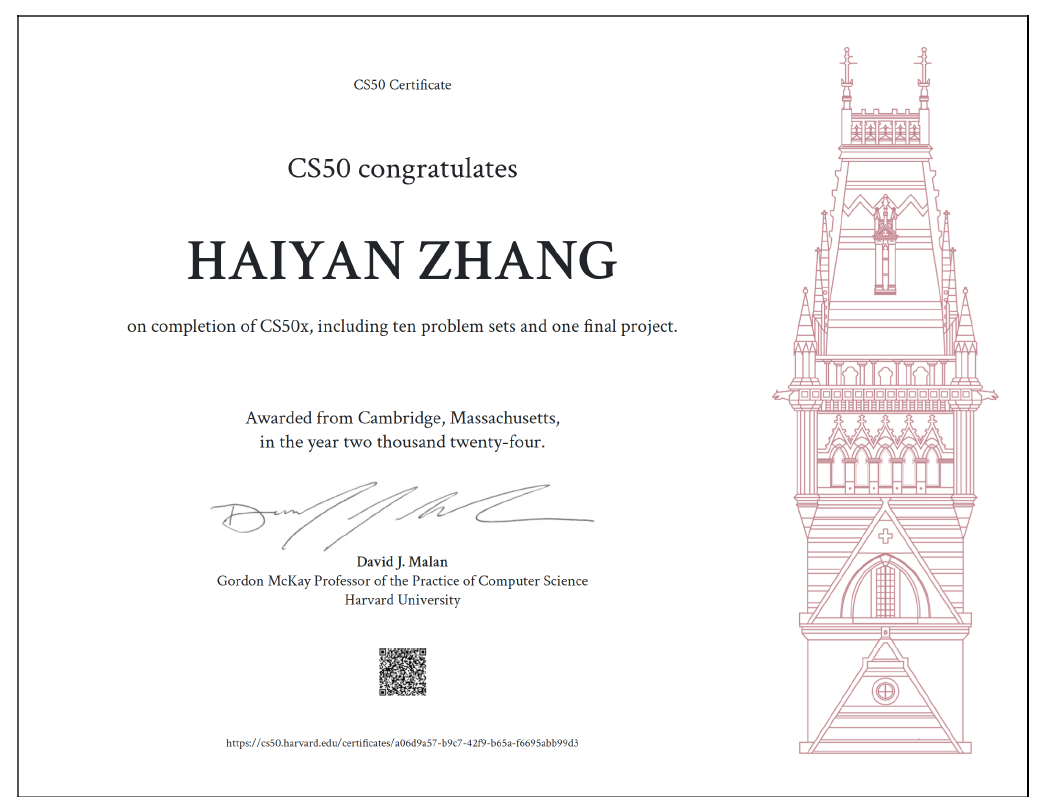 CS50 Certificate
CS50 congratulates
HAIYAN ZHANG
on completion of CS50x, including ten problem sets and one final project.
Awarded from Cambridge, Massachusetts,
in the year two thousand twenty-four.
David J. Malan
Gordon McKay Professor of the Practice of Computer Science
Harvard University
https://cs50.harvard.edu/certificates/a06d9a57-b9c7-42f9-b65a-f6695abb99d3